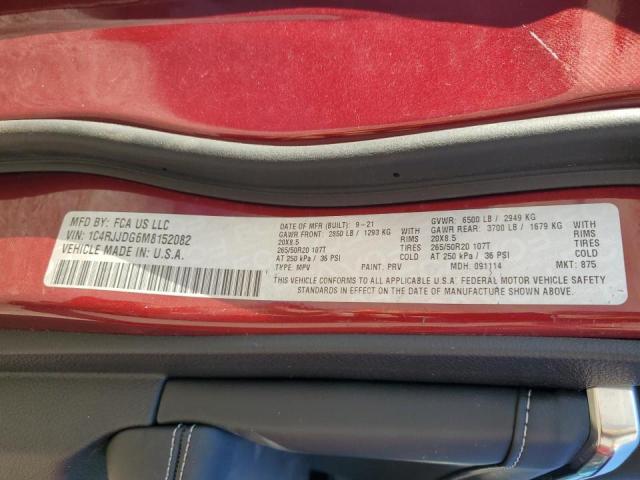 MFD BY: FCA US LLC
VIN: 1C4RJJDG6M8152082
VEHICLE MADE IN: U.S.A.
DATE OF MFR (BUILT): 9-21
GAWR FRONT: 2850 LB / 1293 KG WITH
20X8.5 RIMS
265/50R20 107T TIRES
AT 250 kPa / 36 PSI COLD
TYPE: MPV PAINT: PRV
GVWR: 6500 LB / 2949 KG
GAWR REAR: 3700 LB / 1679 KG WITH
20X8.5 RIMS
265/50R20 107T TIRES
AT 250 kPa / 36 PSI COLD
MDH: 091114 MKT: 875
THIS VEHICLE CONFORMS TO ALL APPLICABLE U.S.A. FEDERAL MOTOR VEHICLE SAFETY
STANDARDS IN EFFECT ON THE DATE OF MANUFACTURE SHOWN ABOVE.